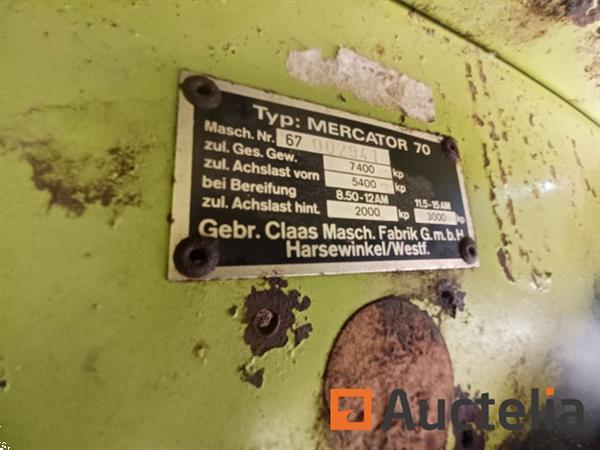 Typ: MERCATOR 70
Masch. Nr. 67 002941
zul. Ges. Gew. 7400 kp
zul. Achslast vorn 5400 kp
bei Bereifung 8.50-12AM 11.5-15AM
zul. Achslast hint. 2000 kp 3000 kp
Gebr. Claas Masch. Fabrik G.m.b.H
Harsewinkel/Westf.
Auctelia